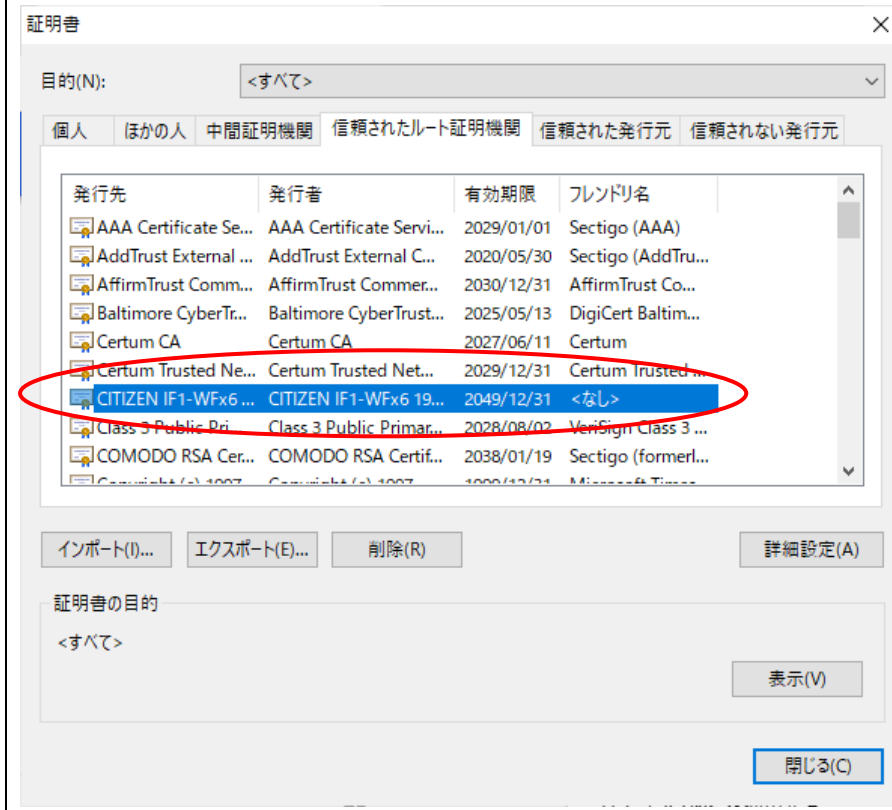 証明書
目的(N): <すべて>
個人 ほかの人 中間証明機関 信頼されたルート証明機関 信頼された発行元 信頼されない発行元
発行先 発行者 有効期限 フレンドリ名
AAA Certificate Se... AAA Certificate Servi... 2029/01/01 Sectigo (AAA)
AddTrust External ... AddTrust External C... 2020/05/30 Sectigo (AddTru...
AffirmTrust Comm... AffirmTrust Commer... 2030/12/31 AffirmTrust Co...
Baltimore CyberTr... Baltimore CyberTrust... 2025/05/13 DigiCert Baltim...
Certum CA Certum CA 2027/06/11 Certum
Certum Trusted Ne... Certum Trusted Net... 2029/12/31 Certum Trusted ...
CITIZEN IF1-WFx6 ... CITIZEN IF1-WFx6 19... 2049/12/31 <なし>
Class 3 Public Pri... Class 3 Public Primar... 2028/08/02 VeriSign Class 3 ...
COMODO RSA Cer... COMODO RSA Certif... 2038/01/19 Sectigo (formerl...
Copyright (c) 1997 Copyright (c) 1997 1999/12/31 Microsoft Times
インポート(I)... エクスポート(E)... 削除(R) 詳細設定(A)
証明書の目的
<すべて>
表示(V)
閉じる(C)